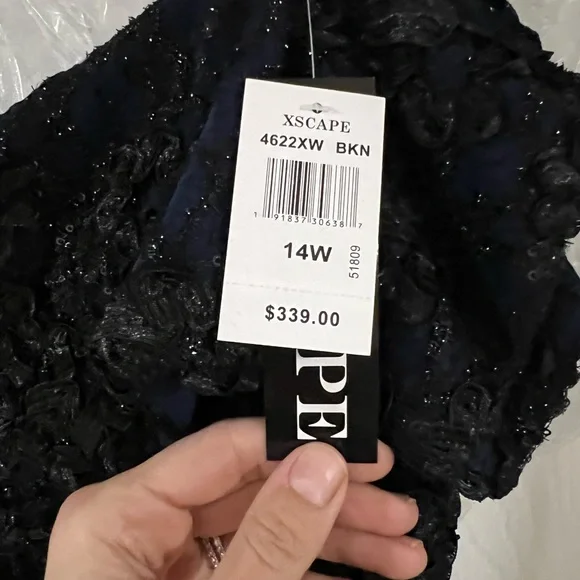 XSCAPE
4622XW BKN
1 91837 30638 7
14W
51809
$339.00
PE